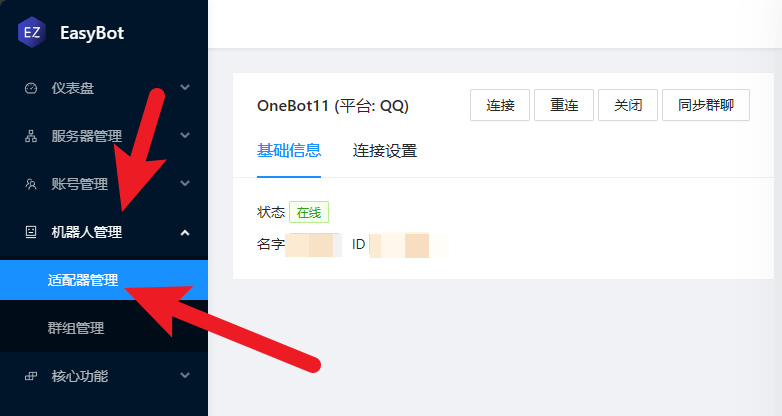 EZ EasyBot
仪表盘
服务器管理
账号管理
机器人管理
适配器管理
群组管理
核心功能
OneBot11 (平台: QQ) 连接 重连 关闭 同步群聊
基础信息 连接设置
状态 在线
名字 ID